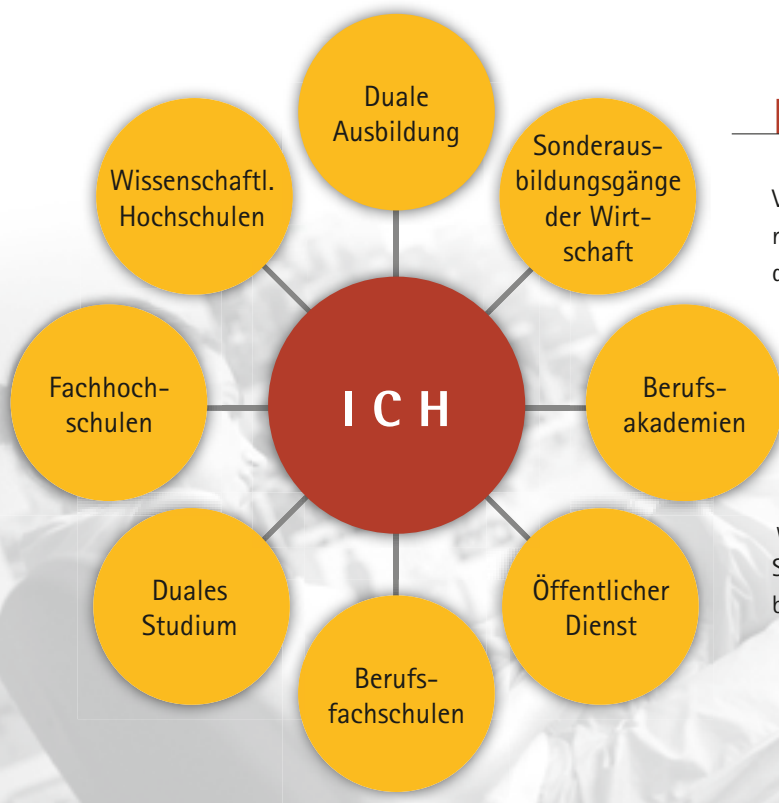 Duale
Ausbildung
Sonderaus-
bildungsgänge
der Wirt-
schaft
Berufs-
akademien
Öffentlicher
Dienst
Berufs-
fachschulen
Duales
Studium
Fachhoch-
schulen
Wissenschaftl.
Hochschulen
I C H